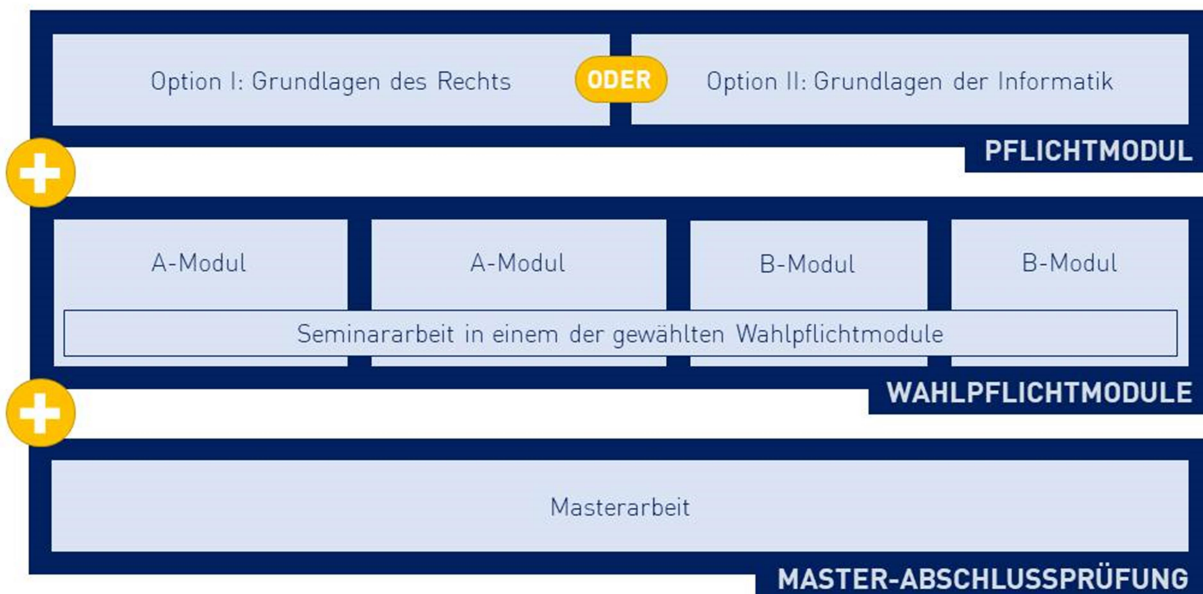 Option I: Grundlagen des Rechts
ODER
Option II: Grundlagen der Informatik
PFLICHTMODUL
A-Modul
A-Modul
B-Modul
B-Modul
Seminararbeit in einem der gewählten Wahlpflichtmodule
WAHLPFLICHTMODULE
Masterarbeit
MASTER-ABSCHLUSSPRÜFUNG